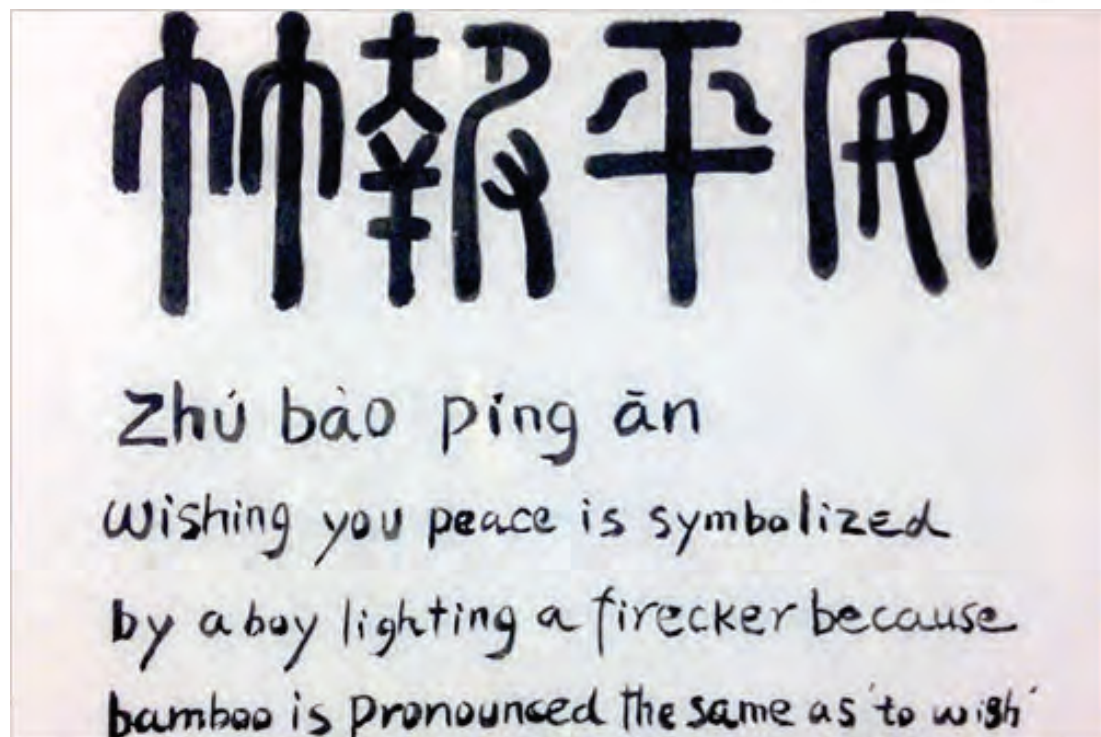 竹報平安
Zhú bào píng ān
Wishing you peace is symbolized
by a boy lighting a firecker because
bamboo is pronounced the same as 'to wish'